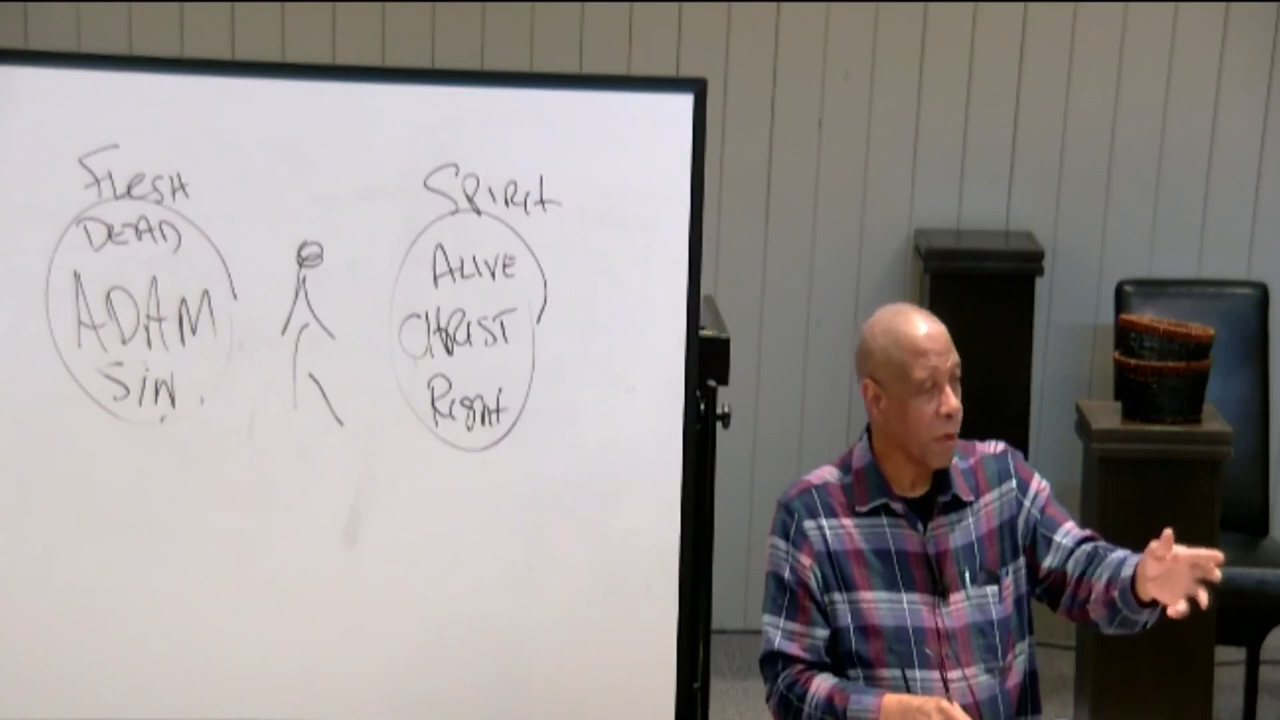 FLESH
DEAD
ADAM
SiN.
SPIRIt
ALIVE
CHRIST
Right